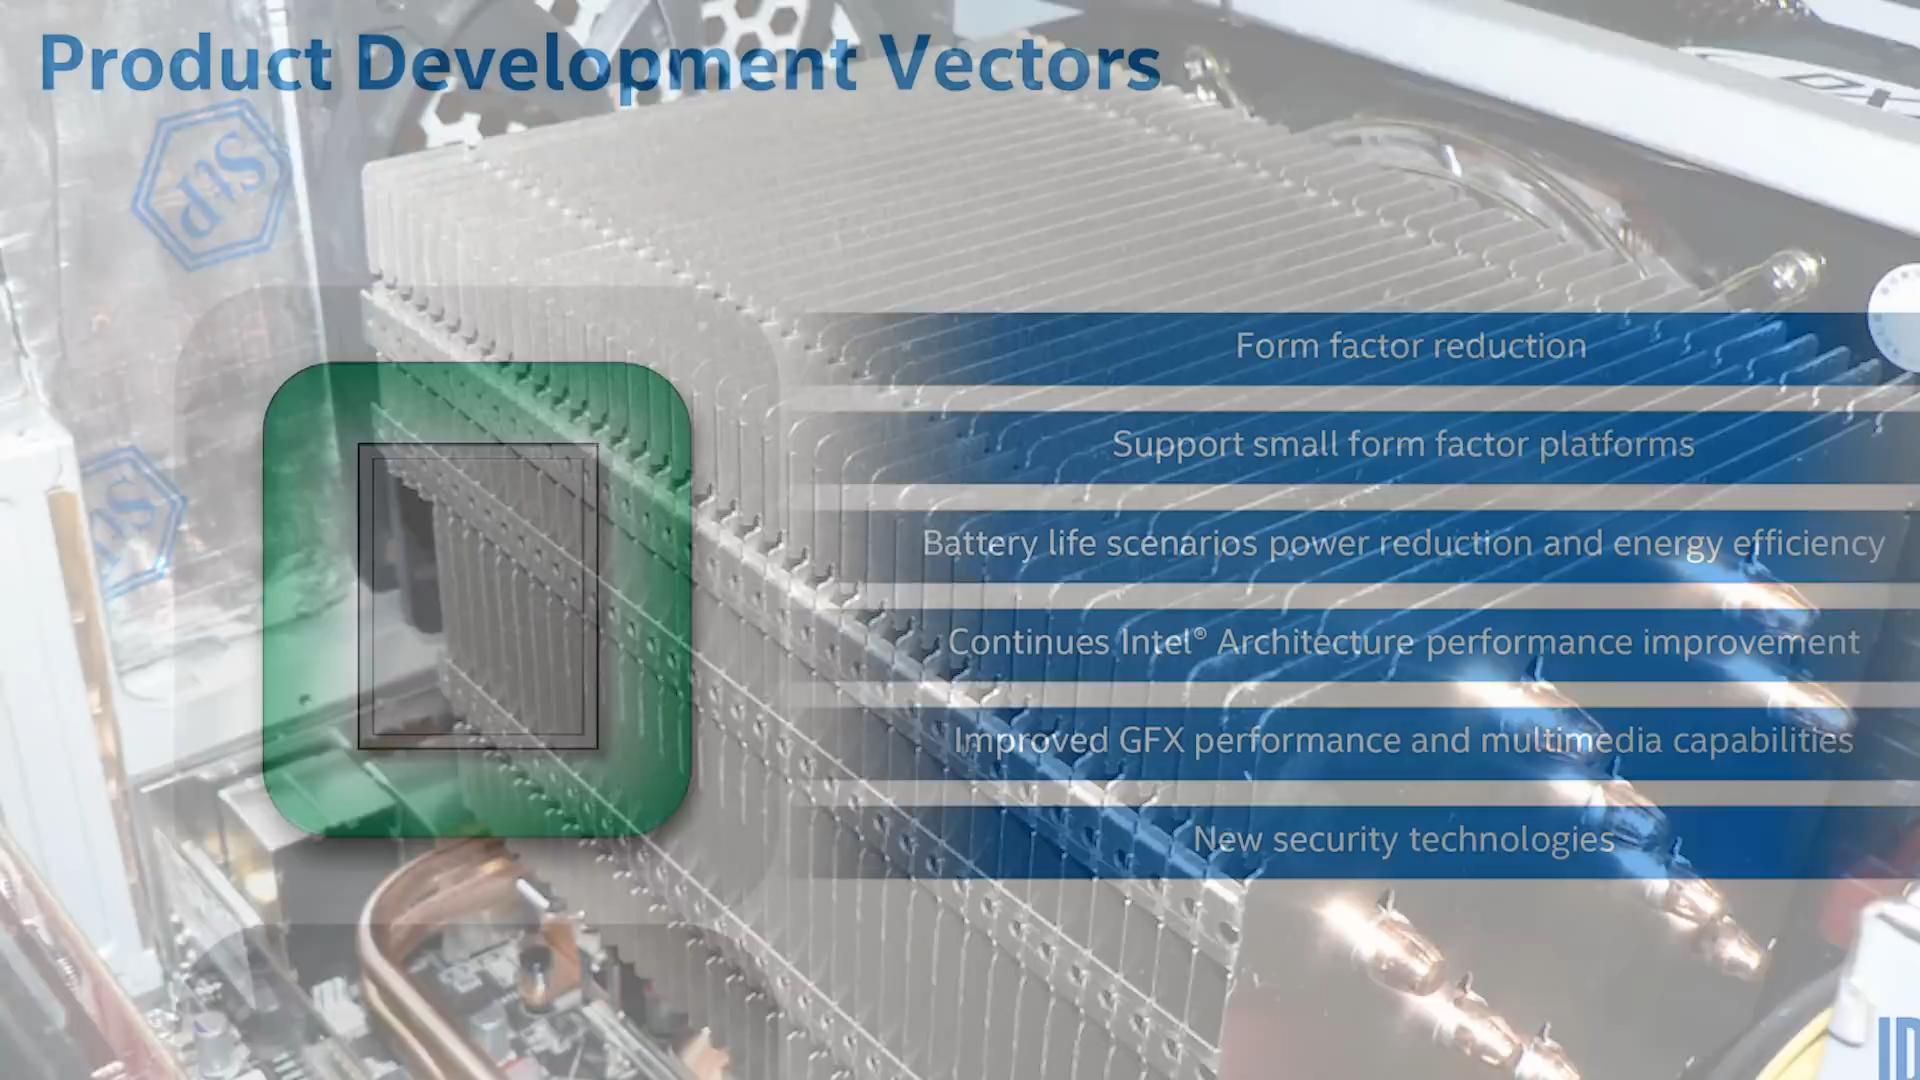 Product Development Vectors
Form factor reduction
Support small form factor platforms
Battery life scenarios power reduction and energy efficiency
Continues Intel® Architecture performance improvement
Improved GFX performance and multimedia capabilities
New security technologies